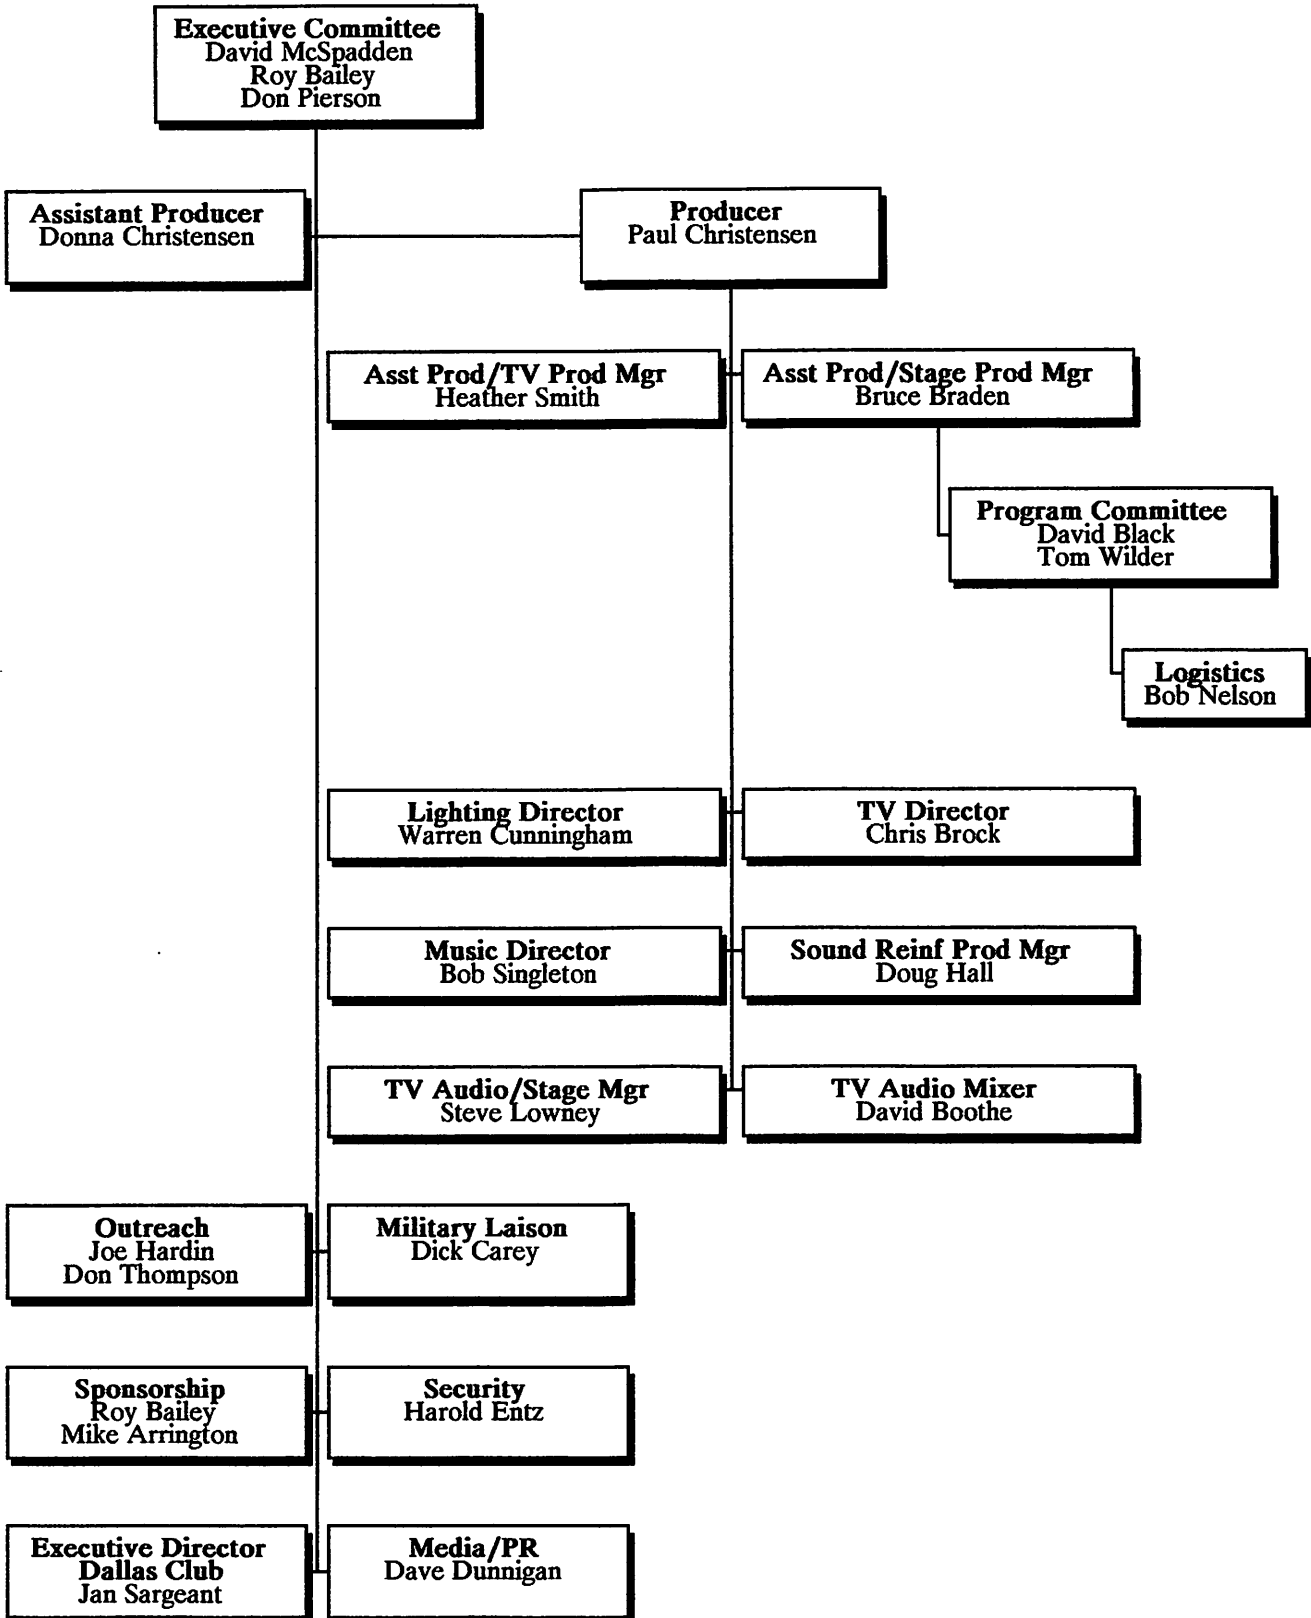 Executive Committee
David McSpadden
Roy Bailey
Don Pierson
Assistant Producer
Donna Christensen
Producer
Paul Christensen
Asst Prod/TV Prod Mgr
Heather Smith
Asst Prod/Stage Prod Mgr
Bruce Braden
Program Committee
David Black
Tom Wilder
Logistics
Bob Nelson
Lighting Director
Warren Cunningham
TV Director
Chris Brock
Music Director
Bob Singleton
Sound Reinf Prod Mgr
Doug Hall
TV Audio/Stage Mgr
Steve Lowney
TV Audio Mixer
David Boothe
Outreach
Joe Hardin
Don Thompson
Military Laison
Dick Carey
Sponsorship
Roy Bailey
Mike Arrington
Security
Harold Entz
Executive Director
Dallas Club
Jan Sargeant
Media/PR
Dave Dunnigan